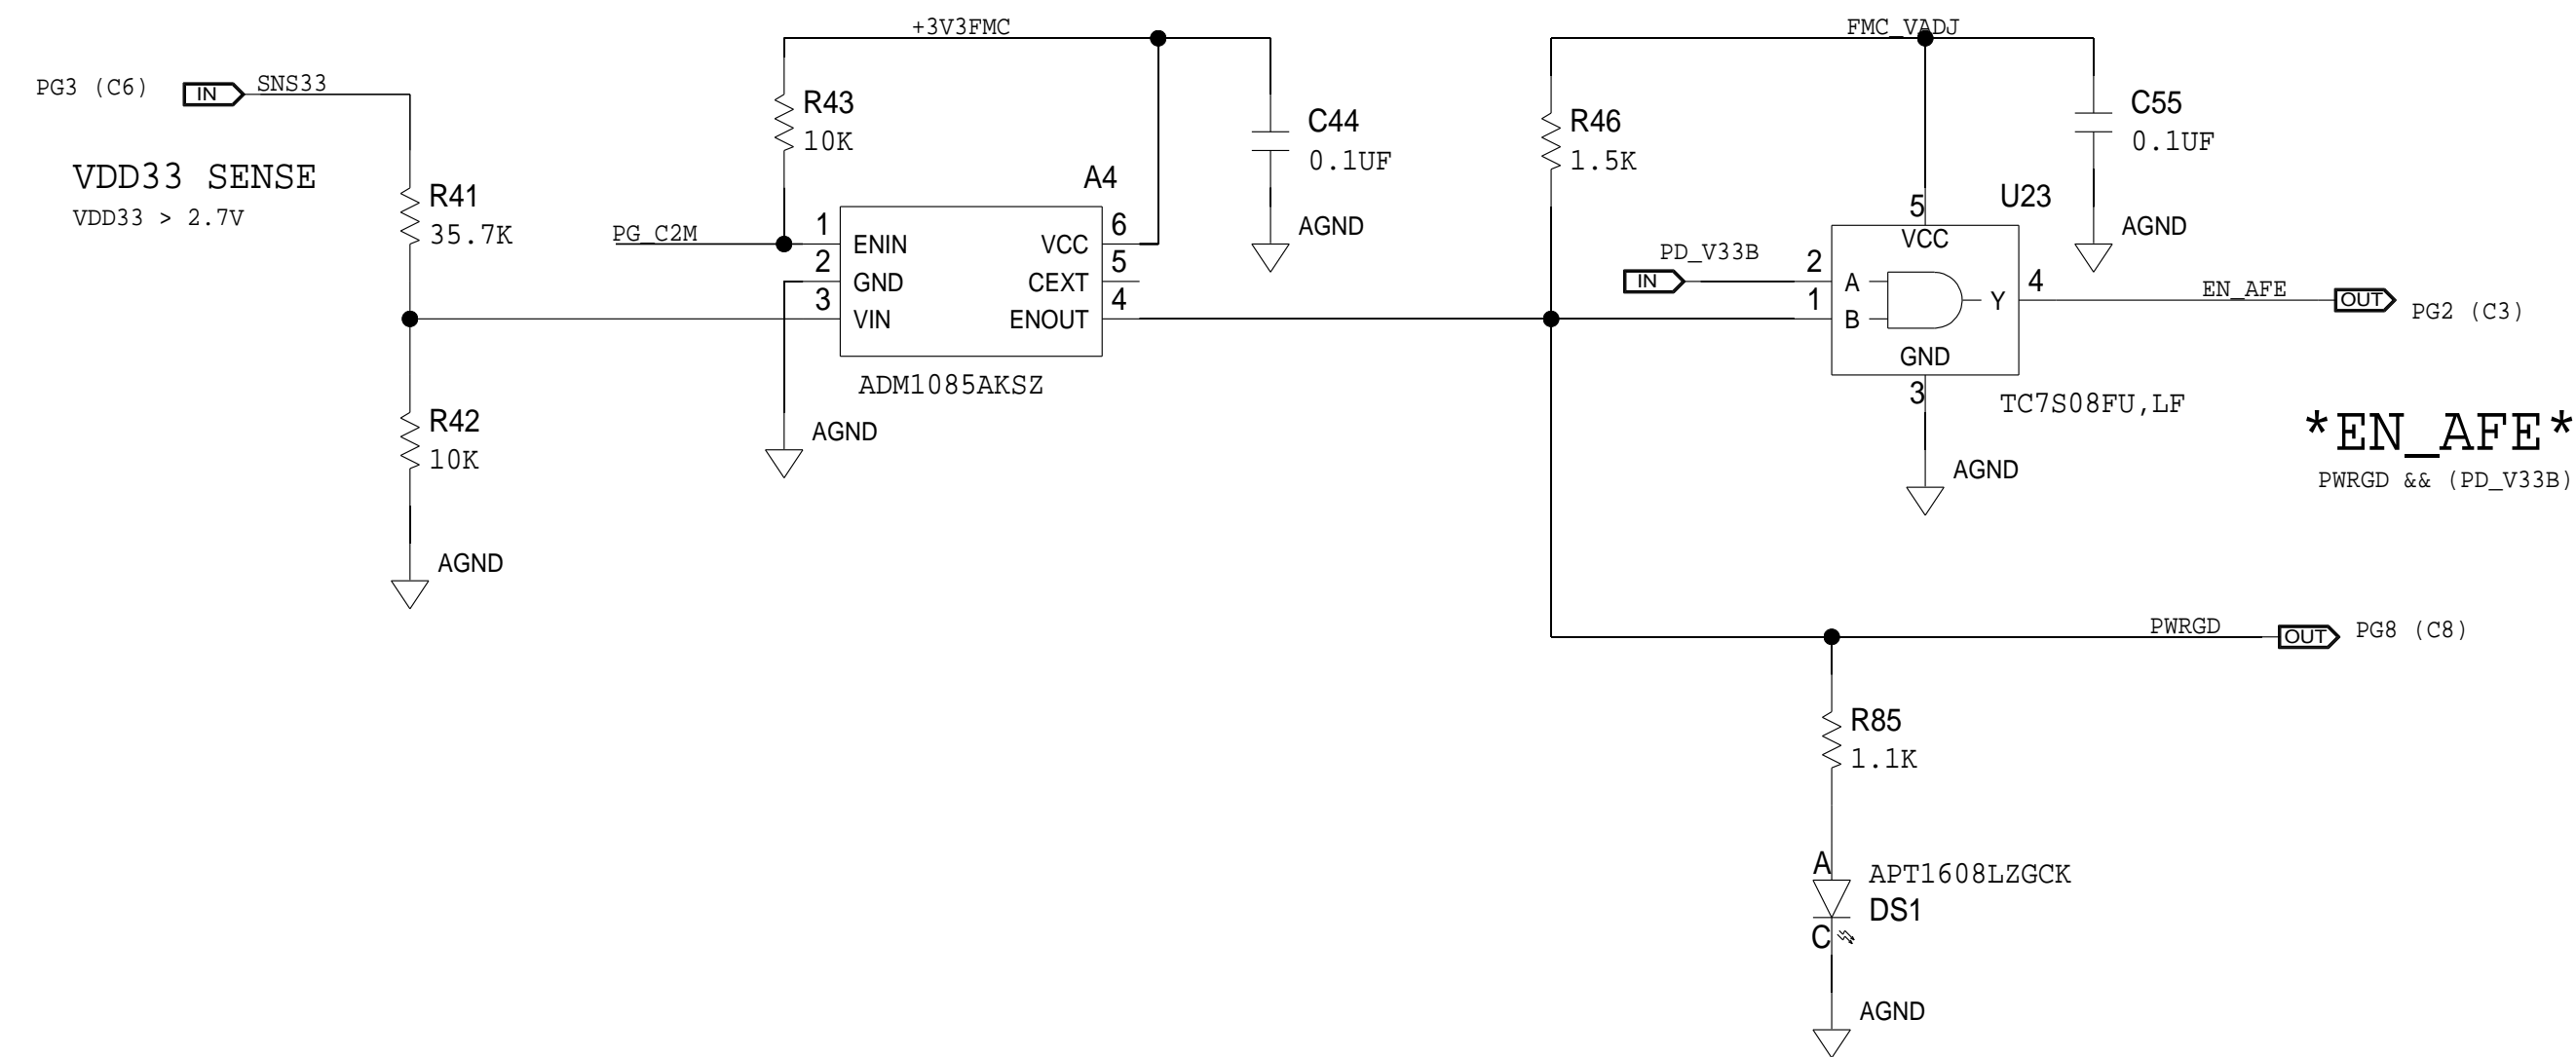 +3V3FMC
FMC_VADJ
PG3 (C6)
IN
SNS33
VDD33 SENSE
VDD33 > 2.7V
R41
35.7K
R42
10K
AGND
R43
10K
PG_C2M
A4
1
ENIN
2
GND
3
VIN
VCC
6
CEXT
5
ENOUT
4
ADM1085AKSZ
AGND
C44
0.1UF
AGND
R46
1.5K
PD_V33B
IN
2
A
1
B
5
VCC
U23
GND
3
Y
4
TC7S08FU,LF
AGND
C55
0.1UF
AGND
EN_AFE
OUT
PG2 (C3)
*EN_AFE*
PWRGD && (PD_V33B)
PWRGD
OUT
PG8 (C8)
R85
1.1K
A
APT1608LZGCK
DS1
C
AGND